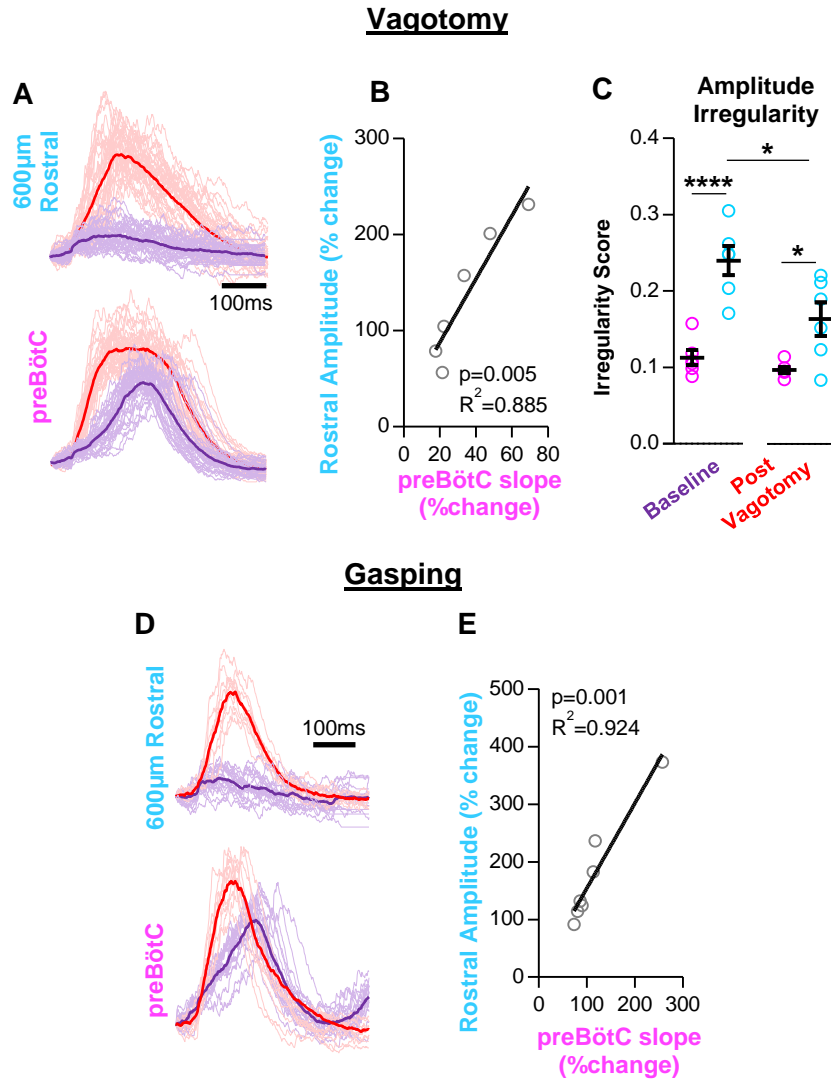 Vagotomy
A
600µm
Rostral
100ms
preBötC
B
Rostral Amplitude (% change)
300
200
100
0
0 20 40 60 80
p=0.005
R²=0.885
preBötC slope
(%change)
C
Amplitude
Irregularity
Irregularity Score
0.4
0.3
0.2
0.1
0.0
****
*
*
Baseline
Post
Vagotomy
Gasping
D
600µm Rostral
100ms
preBötC
E
Rostral Amplitude (% change)
500
400
300
200
100
0
0 100 200 300
p=0.001
R²=0.924
preBötC slope
(%change)